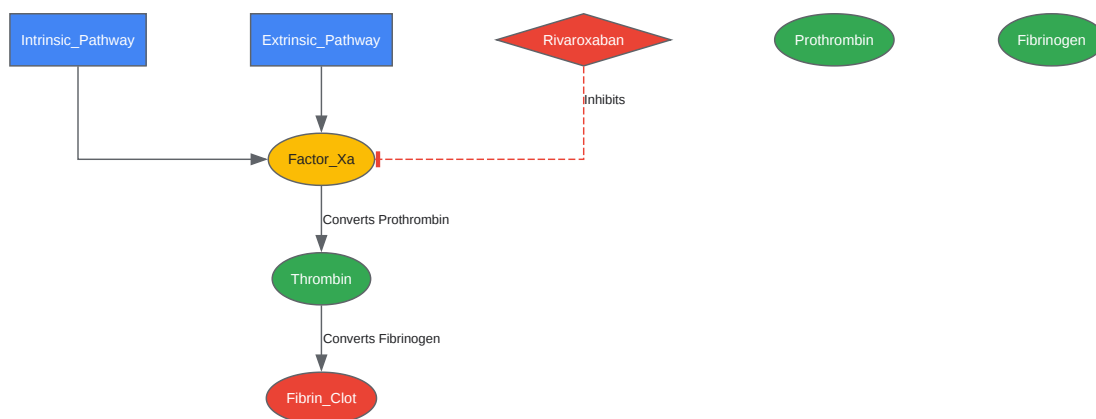 Intrinsic_Pathway
Extrinsic_Pathway
Rivaroxaban
Prothrombin
Fibrinogen
Inhibits
Factor_Xa
Converts Prothrombin
Thrombin
Converts Fibrinogen
Fibrin_Clot